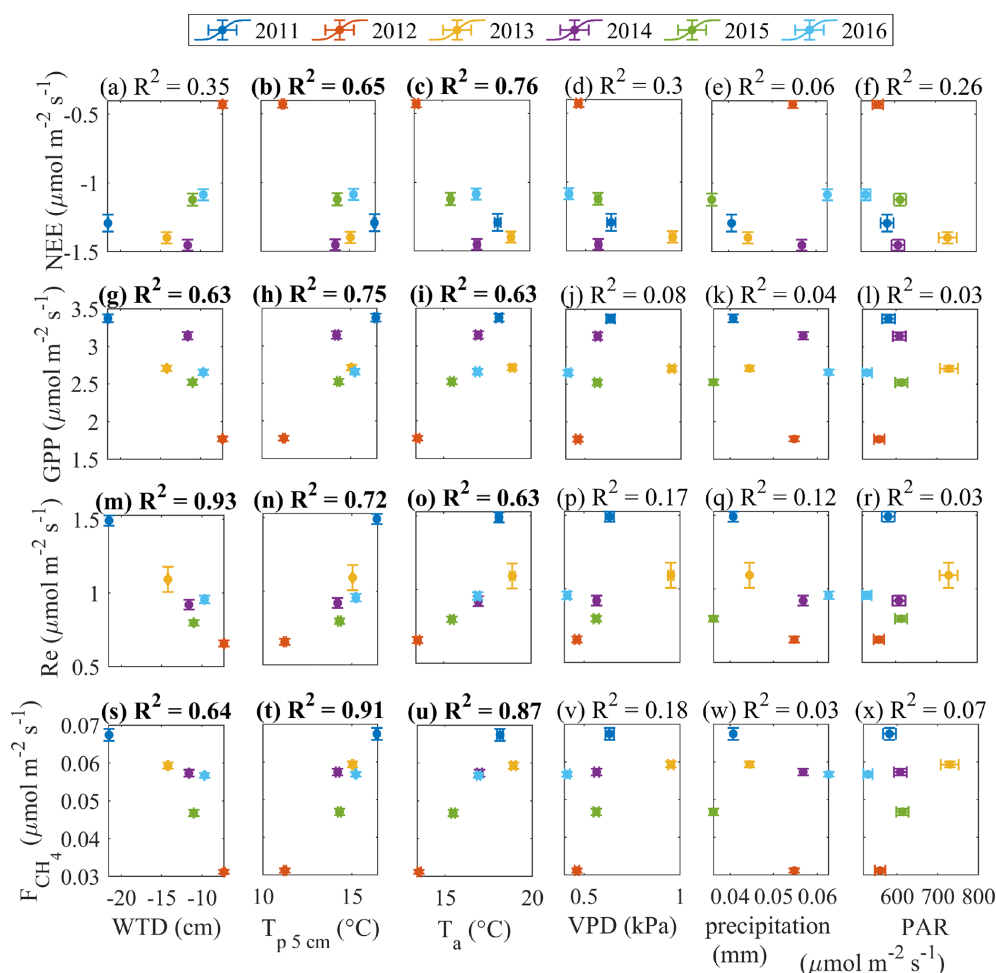 2011 2012 2013 2014 2015 2016
(a) R² = 0.35 (b) R² = 0.65 (c) R² = 0.76 (d) R² = 0.3 (e) R² = 0.06 (f) R² = 0.26
NEE (μmol m⁻² s⁻¹)
-0.5
-1
-1.5
(g) R² = 0.63 (h) R² = 0.75 (i) R² = 0.63 (j) R² = 0.08 (k) R² = 0.04 (l) R² = 0.03
GPP (μmol m⁻² s⁻¹)
3.5
3
2.5
2
1.5
(m) R² = 0.93 (n) R² = 0.72 (o) R² = 0.63 (p) R² = 0.17 (q) R² = 0.12 (r) R² = 0.03
Re (μmol m⁻² s⁻¹)
1.5
1
0.5
(s) R² = 0.64 (t) R² = 0.91 (u) R² = 0.87 (v) R² = 0.18 (w) R² = 0.03 (x) R² = 0.07
F_CH₄ (μmol m⁻² s⁻¹)
0.07
0.06
0.05
0.04
0.03
-20 -15 -10 10 15 10 15 20 0.5 1 0.04 0.05 0.06 600 700 800
WTD (cm) T_p 5 cm (°C) T_a (°C) VPD (kPa) precipitation PAR
(mm) (μmol m⁻² s⁻¹)